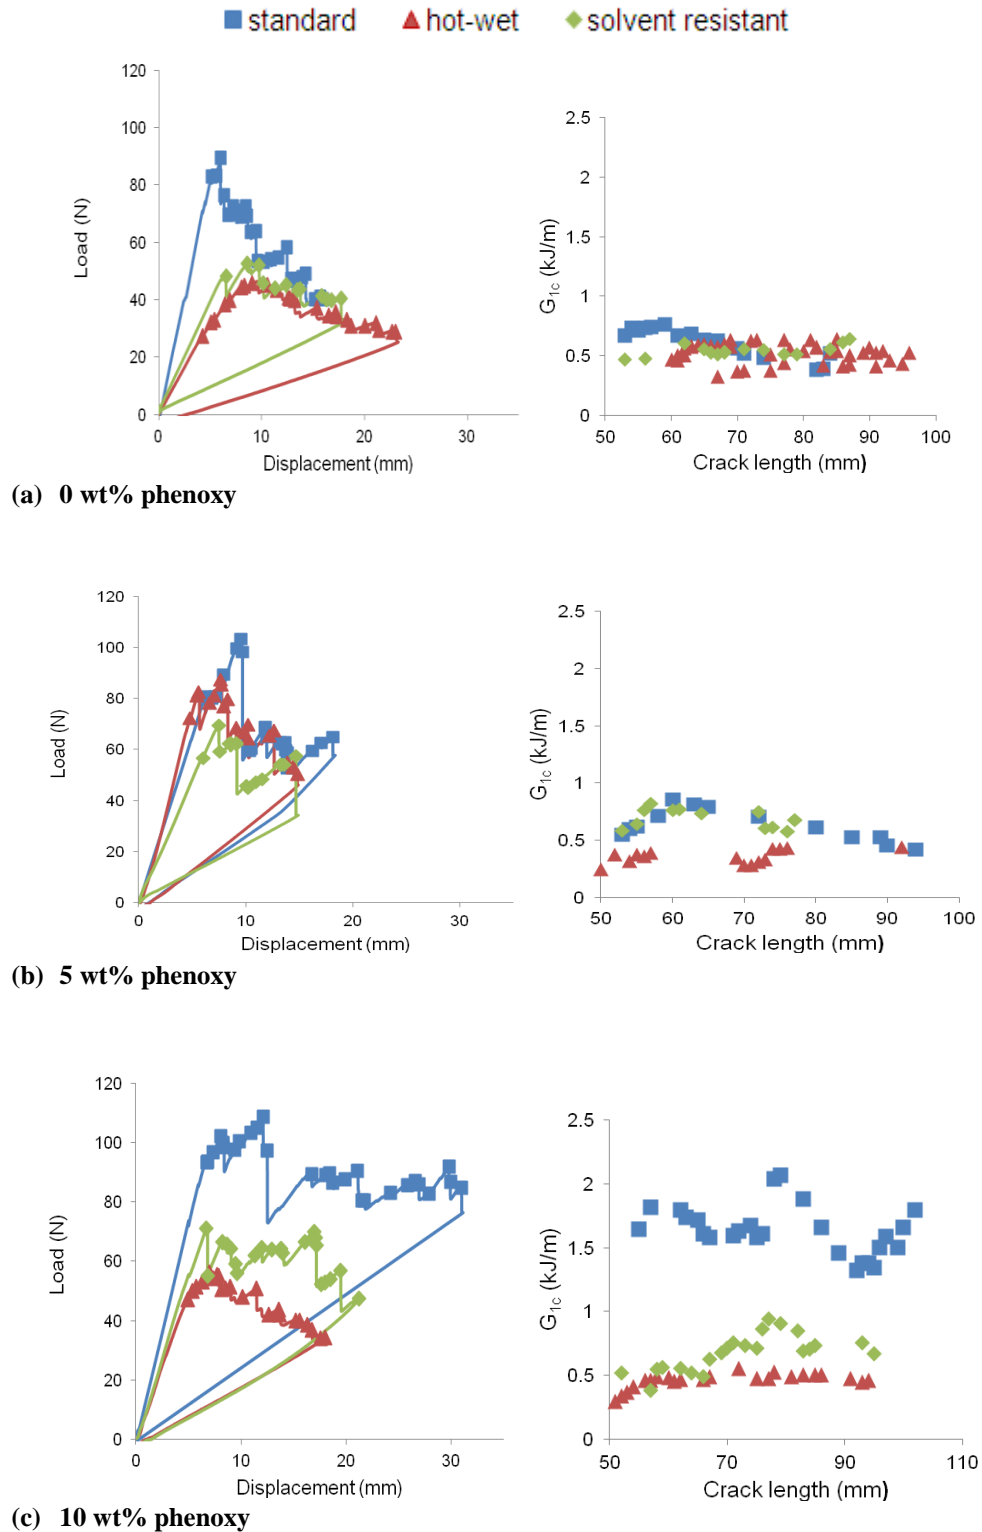 standard hot-wet solvent resistant
120
100
80
60
40
20
0
Load (N)
0 10 20 30
Displacement (mm)
2.5
2
1.5
1
0.5
0
G1c (kJ/m)
50 60 70 80 90 100
Crack length (mm)
(a) 0 wt% phenoxy
120
100
80
60
40
20
0
Load (N)
0 10 20 30
Displacement (mm)
2.5
2
1.5
1
0.5
0
G1c (kJ/m)
50 60 70 80 90 100
Crack length (mm)
(b) 5 wt% phenoxy
120
100
80
60
40
20
0
Load (N)
0 10 20 30
Displacement (mm)
2.5
2
1.5
1
0.5
0
G1c (kJ/m)
50 70 90 110
Crack length (mm)
(c) 10 wt% phenoxy